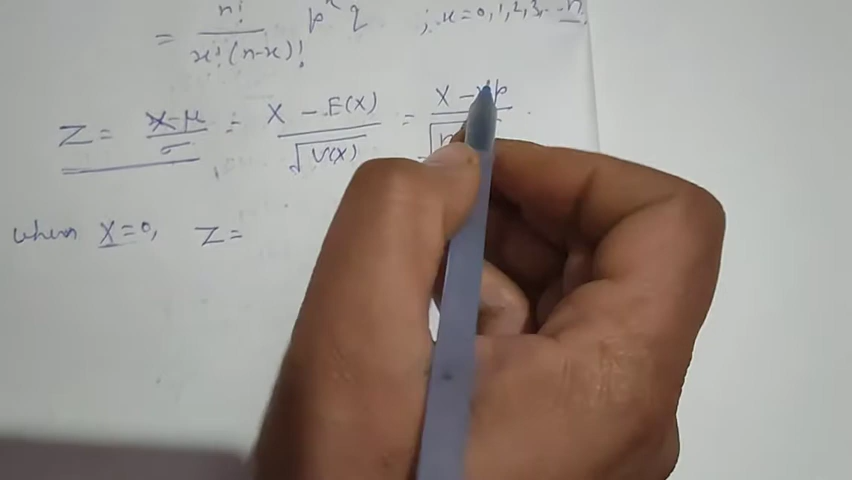 = n! / x!(n-x)! p^x q ; x = 0, 1, 2, 3, ... n
Z = X-μ / σ = X - E(X) / √V(X) = X - np / √n
when X = 0, Z =